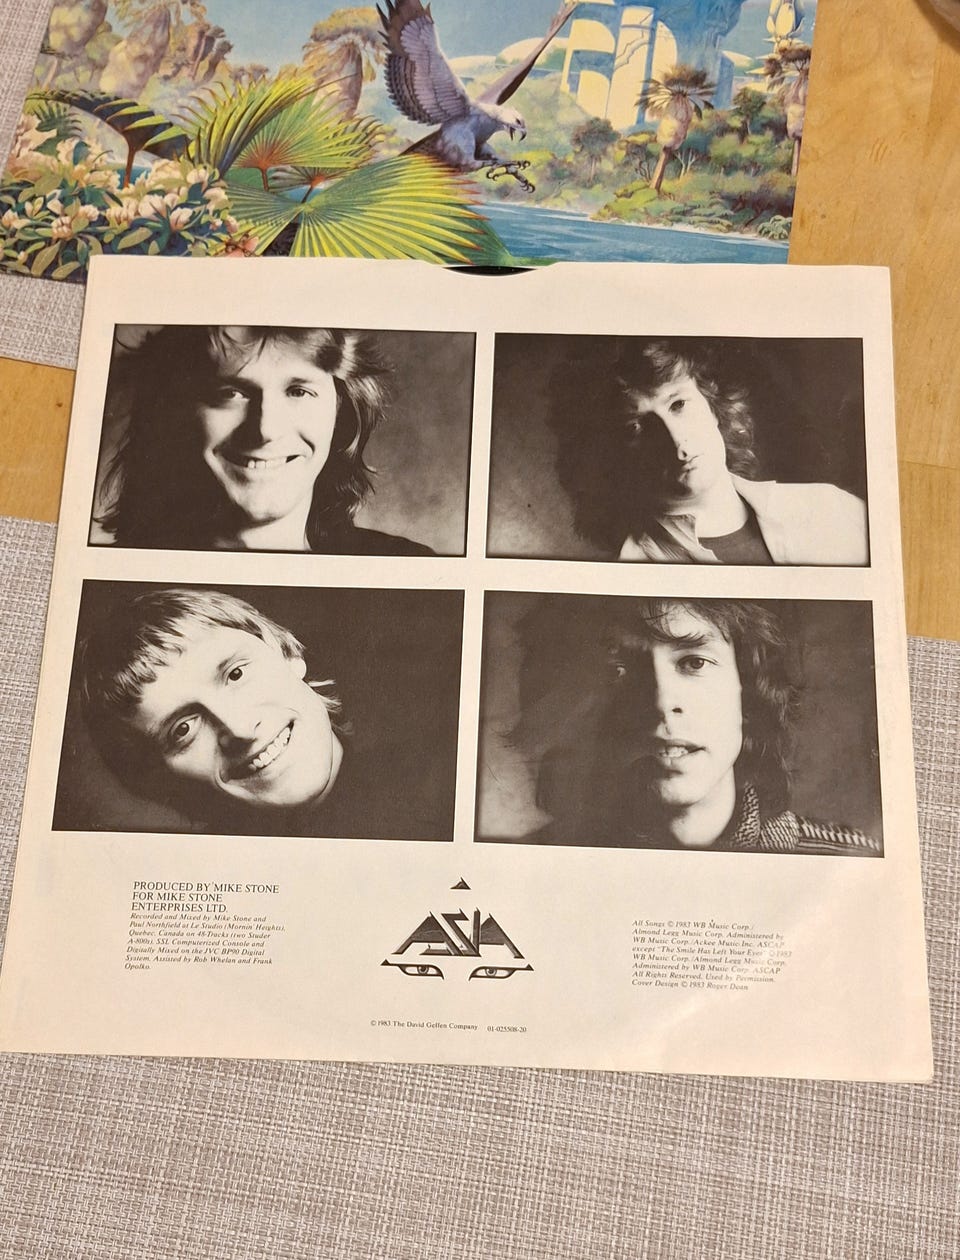 PRODUCED BY MIKE STONE
FOR MIKE STONE
ENTERPRISES LTD.
Recorded and Mixed by Mike Stone and
Paul Northfield at Le Studio (Mornin' Heights),
Quebec, Canada on 48-Tracks (two Studer
A-800s). SSL Computerized Console and
Digitally Mixed on the JVC BP90 Digital
System. Assisted by Rob Whelan and Frank
Opolko.
ASIA
All Songs © 1983 WB Music Corp./
Almond Legg Music Corp. Administered by
WB Music Corp./Ackee Music Inc. ASCAP
except "The Smile Has Left Your Eyes" © 1983
WB Music Corp./Almond Legg Music Corp.
Administered by WB Music Corp. ASCAP
All Rights Reserved. Used by Permission.
Cover Design © 1983 Roger Dean
© 1983 The David Geffen Company 01-025508-20